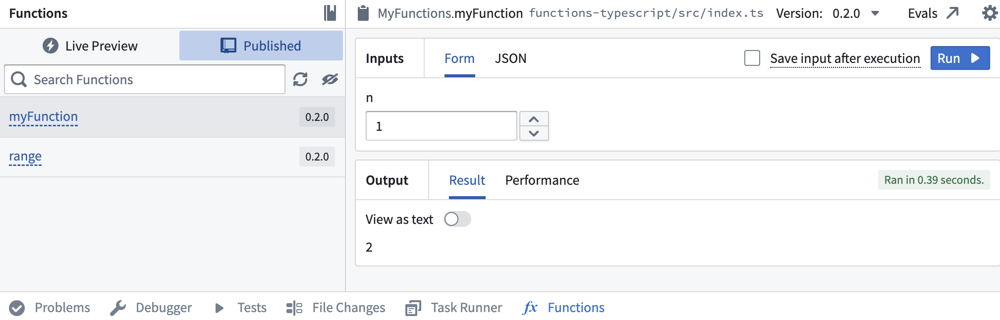 Functions
MyFunctions.myFunction functions-typescript/src/index.ts Version: 0.2.0 Evals
Live Preview Published
Search Functions
myFunction 0.2.0
range 0.2.0
Inputs Form JSON Save input after execution Run
n
1
Output Result Performance Ran in 0.39 seconds.
View as text
2
Problems Debugger Tests File Changes Task Runner fx Functions